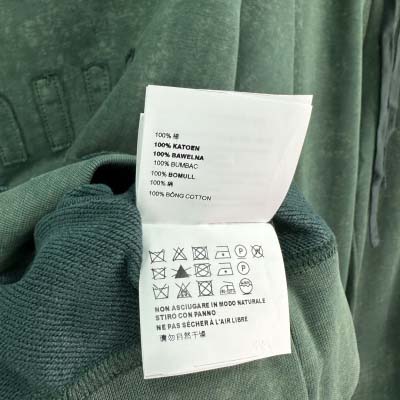 100% 棉
100% KATOEN
100% BAWELNA
100% BUMBAC
100% BOMULL
100% 綿
100% BÔNG COTTON
P
P
NON ASCIUGARE IN MODO NATURALE
STIRO CON PANNO
NE PAS SÉCHER À L'AIR LIBRE
请勿自然干燥